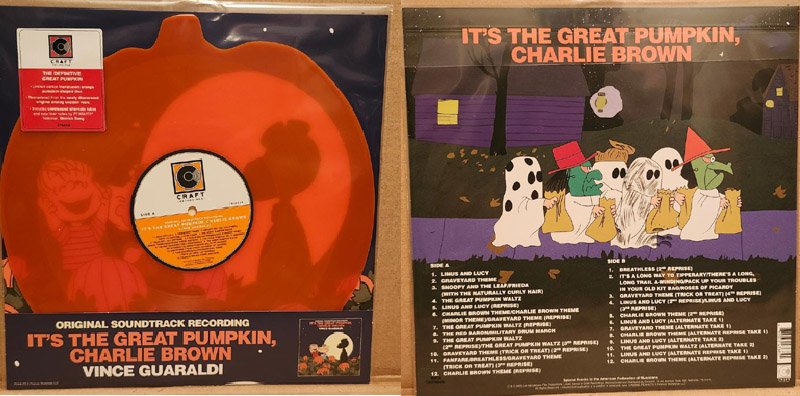 CRAFT
RECORDINGS
THE DEFINITIVE
GREAT PUMPKIN
CRAFT
RECORDINGS
SIDE A
IT'S THE GREAT PUMPKIN, CHARLIE BROWN
ORIGINAL SOUNDTRACK RECORDING
IT'S THE GREAT PUMPKIN,
CHARLIE BROWN
VINCE GUARALDI
IT'S THE GREAT PUMPKIN,
CHARLIE BROWN
SIDE A
1. LINUS AND LUCY
2. GRAVEYARD THEME
3. SNOOPY AND THE LEAF/FRIEDA
(WITH THE NATURALLY CURLY HAIR)
4. THE GREAT PUMPKIN WALTZ
5. LINUS AND LUCY (REPRISE)
6. CHARLIE BROWN THEME/CHARLIE BROWN
(MINOR THEME)/GRAVEYARD THEME (REPRISE)
7. THE GREAT PUMPKIN WALTZ (REPRISE)
8. THE RED BARON/MILITARY DRUM MARCH
9. THE GREAT PUMPKIN WALTZ
(2ND REPRISE)/THE GREAT PUMPKIN WALTZ (3RD REPRISE)
10. GRAVEYARD THEME (TRICK OR TREAT) (2ND REPRISE)
11. FANFARE/BREATHLESS/GRAVEYARD THEME
(TRICK OR TREAT) (3RD REPRISE)
12. CHARLIE BROWN THEME (REPRISE)
SIDE B
1. BREATHLESS (2ND REPRISE)
2. IT'S A LONG WAY TO TIPPERARY/THERE'S A LONG,
LONG TRAIL A-WINDING/PACK UP YOUR TROUBLES
IN YOUR OLD KIT BAG/ROSES OF PICARDY
3. GRAVEYARD THEME (TRICK OR TREAT) (4TH REPRISE)
4. LINUS AND LUCY (2ND REPRISE)/LINUS AND LUCY
(3RD REPRISE)
5. CHARLIE BROWN THEME (2ND REPRISE)
6. LINUS AND LUCY (ALTERNATE TAKE 1)
7. GRAVEYARD THEME (ALTERNATE TAKE 1)
8. CHARLIE BROWN THEME (ALTERNATE REPRISE TAKE 1)
9. LINUS AND LUCY (ALTERNATE TAKE 2)
10. THE GREAT PUMPKIN WALTZ (ALTERNATE TAKE 2)
11. LINUS AND LUCY (ALTERNATE REPRISE TAKE 1)
12. CHARLIE BROWN THEME (ALTERNATE REPRISE TAKE 2)
Special thanks to the American Federation of Musicians